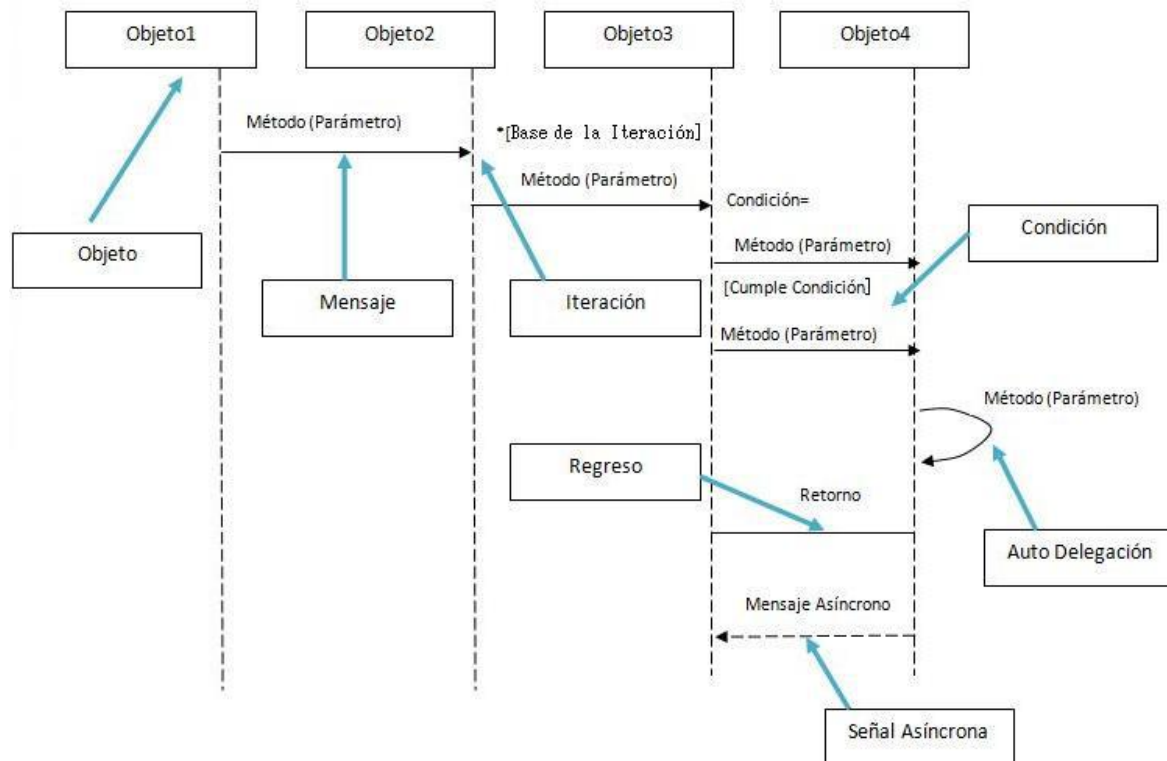 Objeto1
Objeto2
Objeto3
Objeto4
Método (Parámetro)
*[Base de la Iteración]
Método (Parámetro)
Condición=
Condición
Objeto
Método (Parámetro)
Mensaje
Iteración
[Cumple Condición]
Método (Parámetro)
Método (Parámetro)
Regreso
Retorno
Auto Delegación
Mensaje Asíncrono
Señal Asíncrona